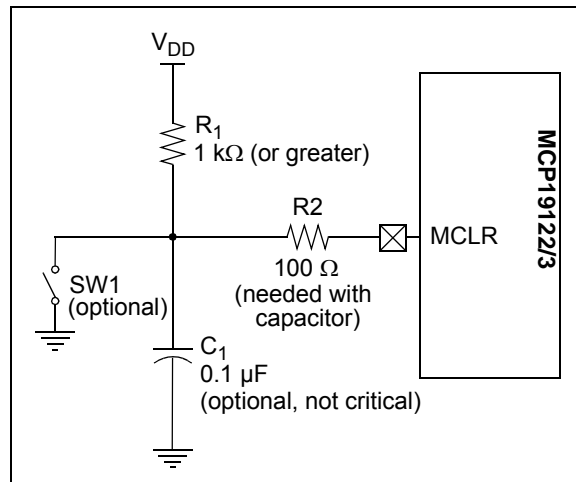 V_DD
R_1
1 kΩ (or greater)
R2
100 Ω
(needed with
capacitor)
MCLR
MCP19122/3
SW1
(optional)
C_1
0.1 µF
(optional, not critical)